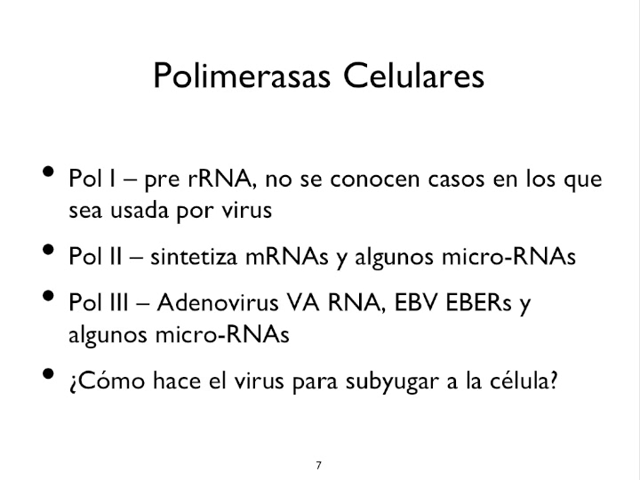 Polimerasas Celulares
• Pol I – pre rRNA, no se conocen casos en los que
sea usada por virus
• Pol II – sintetiza mRNAs y algunos micro-RNAs
• Pol III – Adenovirus VA RNA, EBV EBERs y
algunos micro-RNAs
• ¿Cómo hace el virus para subyugar a la célula?
7